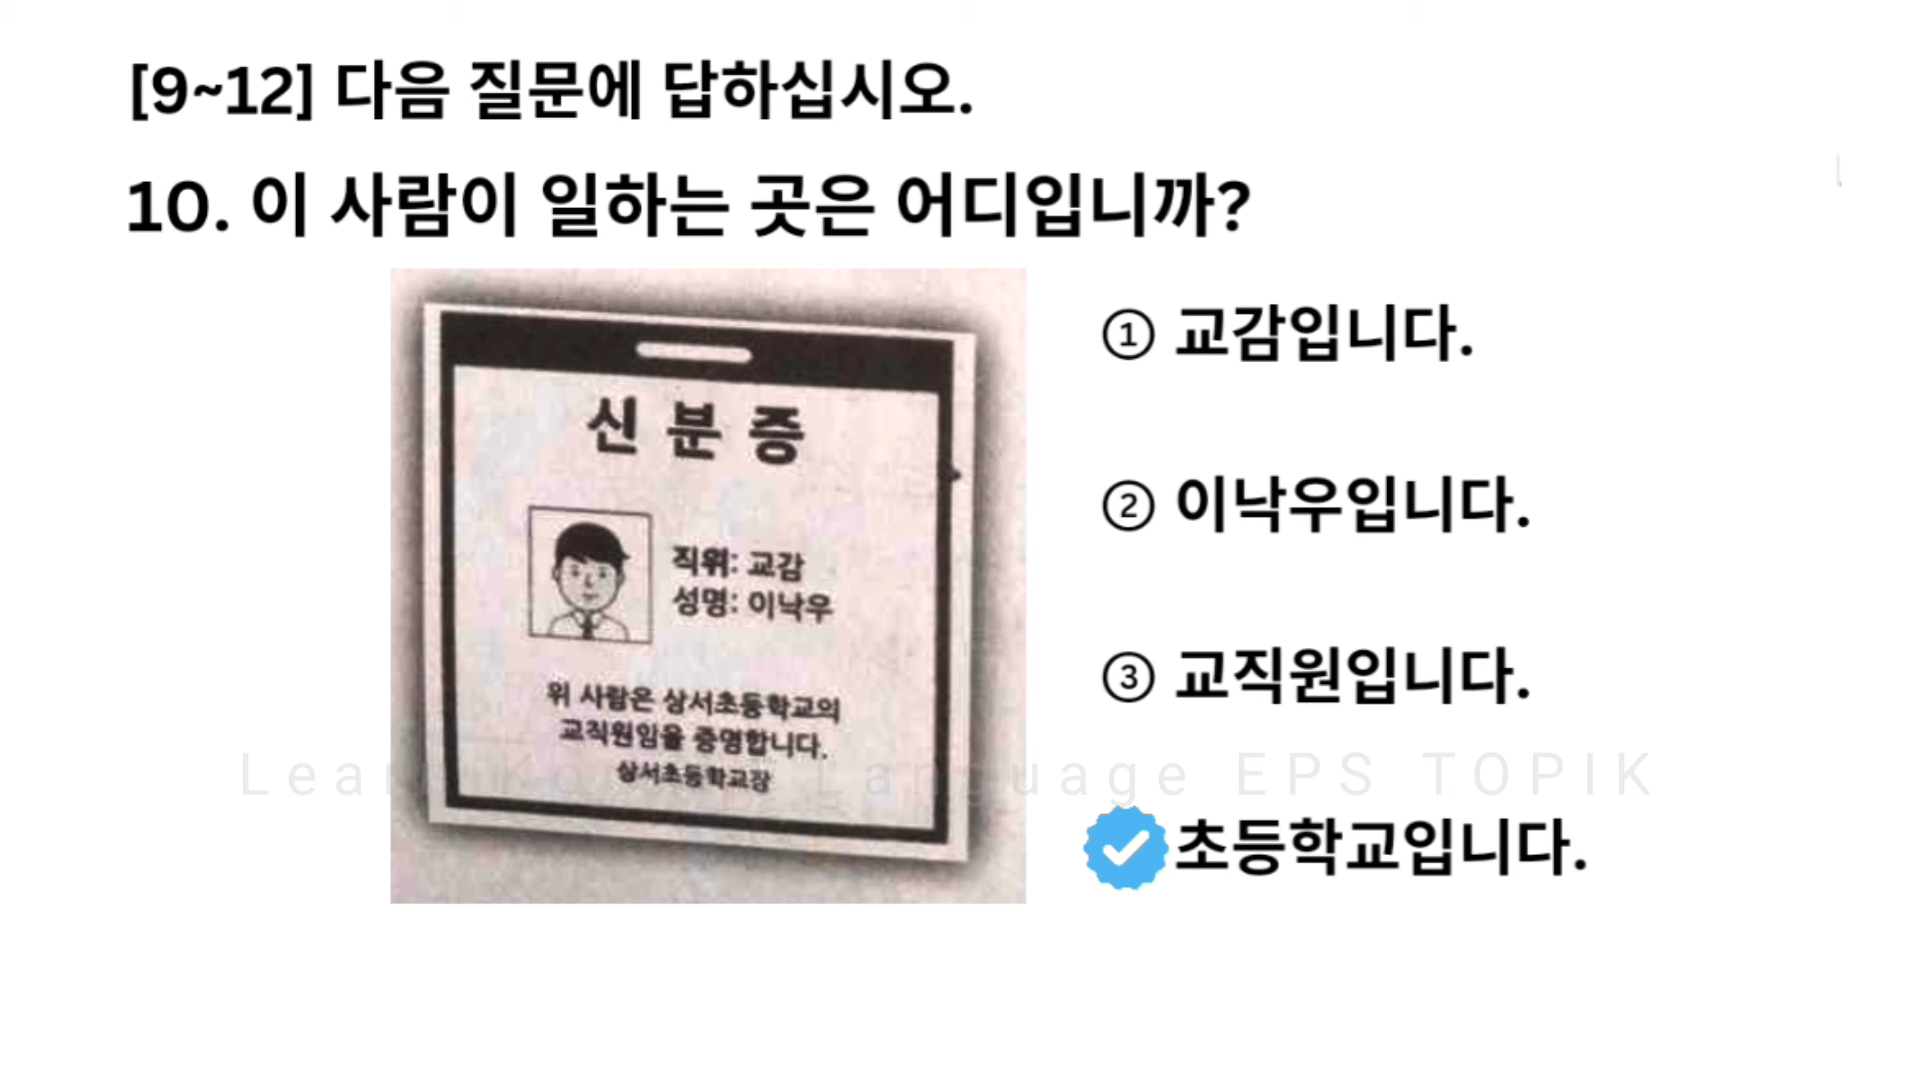 [9~12] 다음 질문에 답하십시오.
10. 이 사람이 일하는 곳은 어디입니까?
신분증
직위: 교감
성명: 이낙우
위 사람은 상서초등학교의
교직원임을 증명합니다.
상서초등학교장
① 교감입니다.
② 이낙우입니다.
③ 교직원입니다.
초등학교입니다.
Learn Korean Language EPS TOPIK